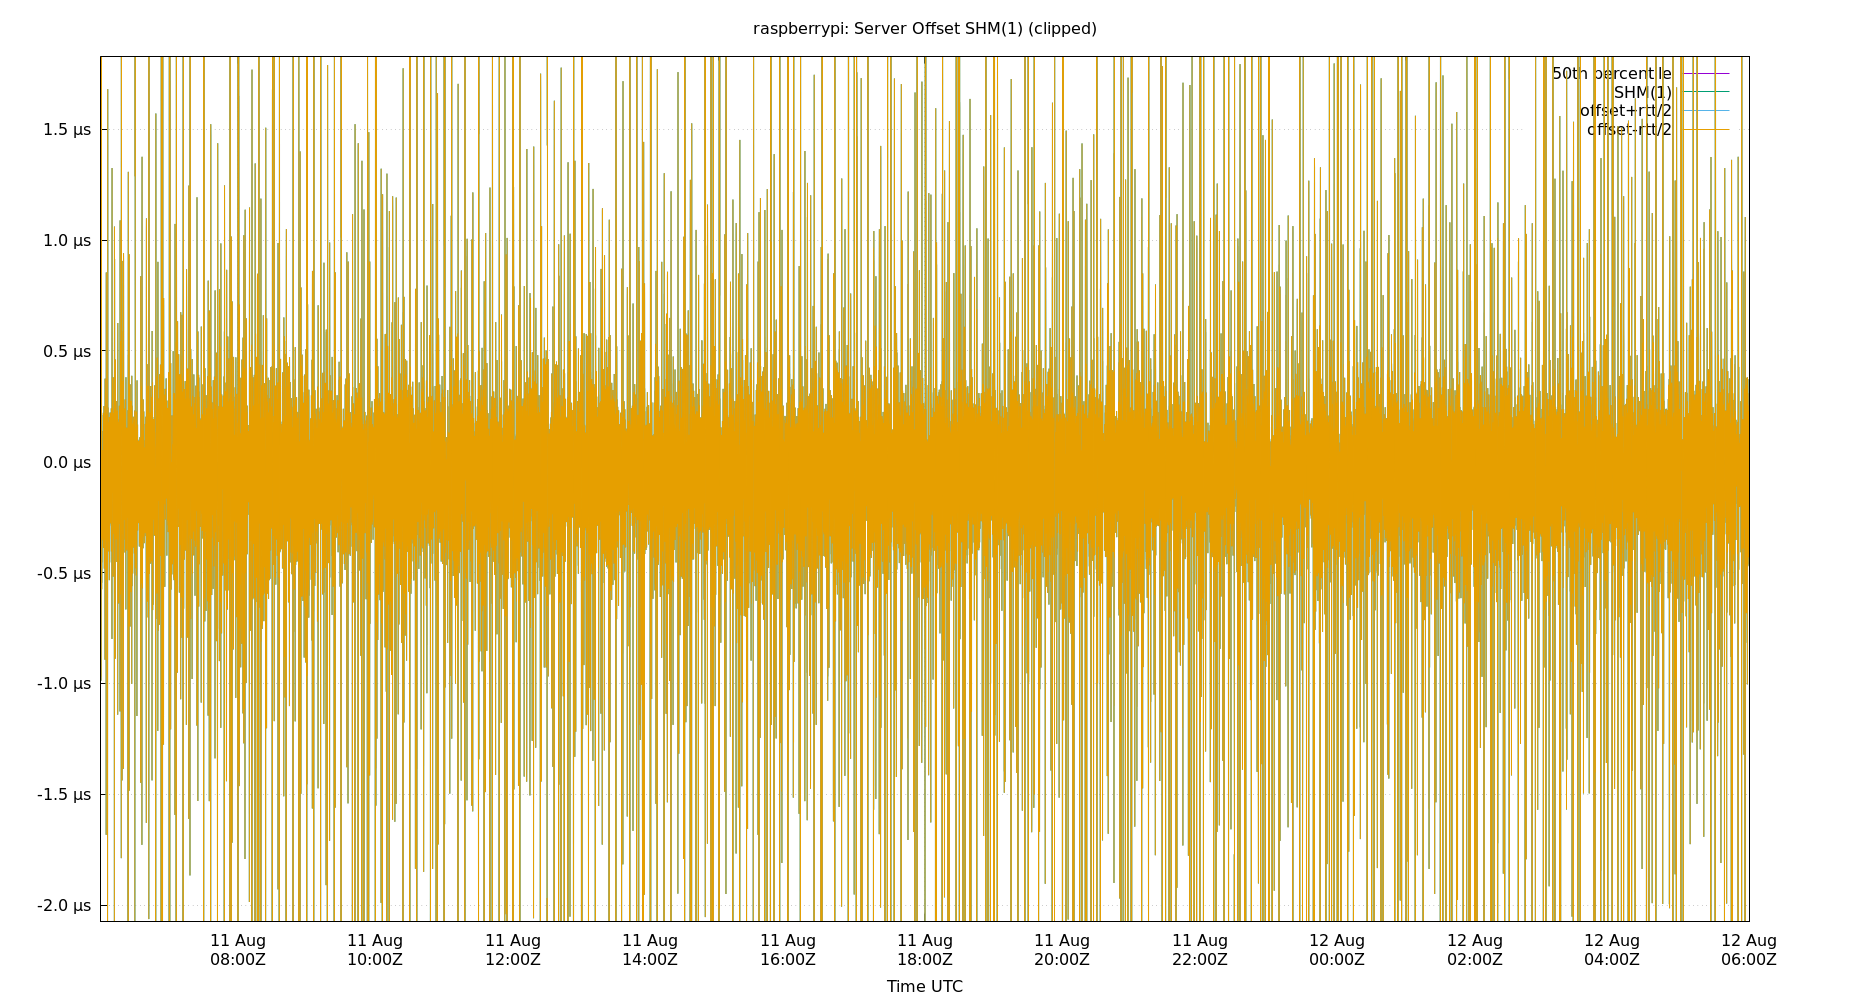 raspberrypi: Server Offset SHM(1) (clipped)
50th percentile
SHM(1)
offset+rtt/2
offset-rtt/2
1.5 µs
1.0 µs
0.5 µs
0.0 µs
-0.5 µs
-1.0 µs
-1.5 µs
-2.0 µs
11 Aug 11 Aug 11 Aug 11 Aug 11 Aug 11 Aug 11 Aug 11 Aug 12 Aug 12 Aug 12 Aug 12 Aug
08:00Z 10:00Z 12:00Z 14:00Z 16:00Z 18:00Z 20:00Z 22:00Z 00:00Z 02:00Z 04:00Z 06:00Z
Time UTC